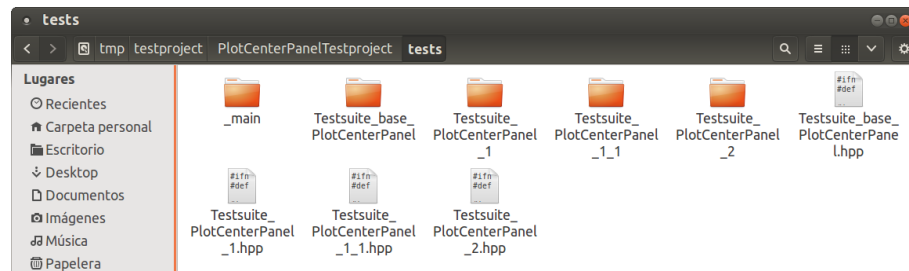 tests
tmp testproject PlotCenterPanelTestproject tests
Lugares
Recientes
Carpeta personal
Escritorio
Desktop
Documentos
Imágenes
Música
Papelera
_main
Testsuite_base_
PlotCenterPanel
Testsuite_
PlotCenterPanel
_1
Testsuite_
PlotCenterPanel
_1_1
Testsuite_
PlotCenterPanel
_2
#ifn
#def
Testsuite_base_
PlotCenterPane
l.hpp
#ifn
#def
Testsuite_
PlotCenterPanel
_1.hpp
#ifn
#def
Testsuite_
PlotCenterPanel
_1_1.hpp
#ifn
#def
Testsuite_
PlotCenterPanel
_2.hpp